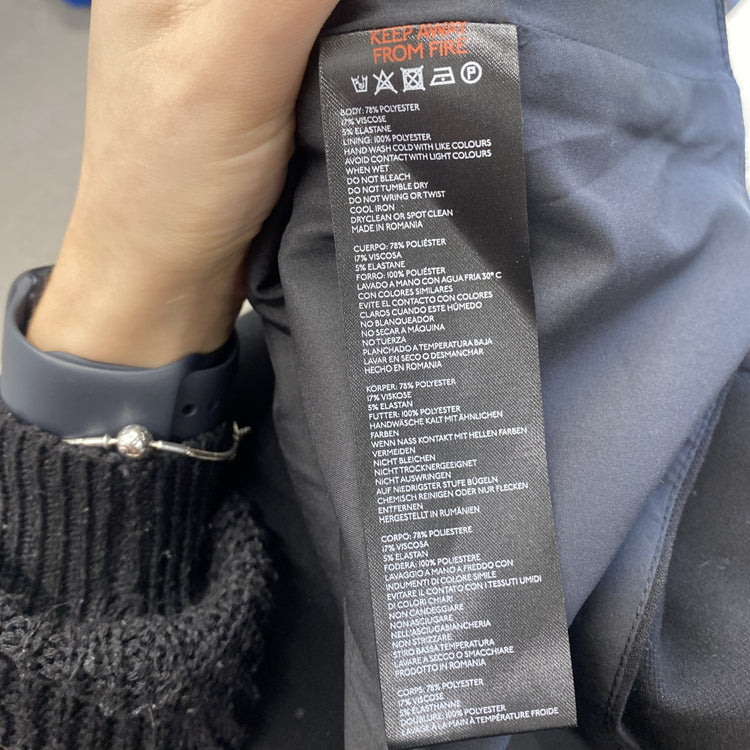 KEEP AWAY
FROM FIRE
P
BODY: 78% POLYESTER
17% VISCOSE
5% ELASTANE
LINING: 100% POLYESTER
HAND WASH COLD WITH LIKE COLOURS
AVOID CONTACT WITH LIGHT COLOURS
WHEN WET
DO NOT BLEACH
DO NOT TUMBLE DRY
DO NOT WRING OR TWIST
COOL IRON
DRYCLEAN OR SPOT CLEAN
MADE IN ROMANIA
CUERPO: 78% POLIÉSTER
17% VISCOSA
5% ELASTANE
FORRO: 100% POLIÉSTER
LAVADO A MANO CON AGUA FRIA 30° C
CON COLORES SIMILARES
EVITE EL CONTACTO CON COLORES
CLAROS CUANDO ESTE HÚMEDO
NO BLANQUEADOR
NO SECAR A MÁQUINA
NO TUERZA
PLANCHADO A TEMPERATURA BAJA
LAVAR EN SECO O DESMANCHAR
HECHO EN ROMANIA
KORPER: 78% POLYESTER
17% VISKOSE
5% ELASTAN
FUTTER: 100% POLYESTER
HANDWÄSCHE KALT MIT ÄHNLICHEN
FARBEN
WENN NASS KONTAKT MIT HELLEN FARBEN
VERMEIDEN
NICHT BLEICHEN
NICHT TROCKNERGEEIGNET
NICHT AUSWRINGEN
AUF NIEDRIGSTER STUFE BÜGELN
CHEMISCH REINIGEN ODER NUR FLECKEN
ENTFERNEN
HERGESTELLT IN RUMÄNIEN
CORPO: 78% POLIESTERE
17% VISCOSA
5% ELASTAN
FODERA: 100% POLIESTERE
LAVAGGIO A MANO A FREDDO CON
INDUMENTI DI COLORE SIMILE
EVITARE IL CONTATO CON I TESSUTI UMIDI
DI COLORI CHIARI
NON CANDEGGIARE
NON ASCIUGARE
NELL'ASCIUGABIANCHERIA
NON STRIZZARE
STIRO BASSA TEMPERATURA
LAVARE A SECCO O SMACCHIARE
PRODOTTO IN ROMANIA
CORPS: 78% POLYESTER
17% VISCOSE
5% ÉLASTHANNE
DOUBLURE: 100% POLYESTER
LAVAGE À LA MAIN À TEMPÉRATURE FROIDE